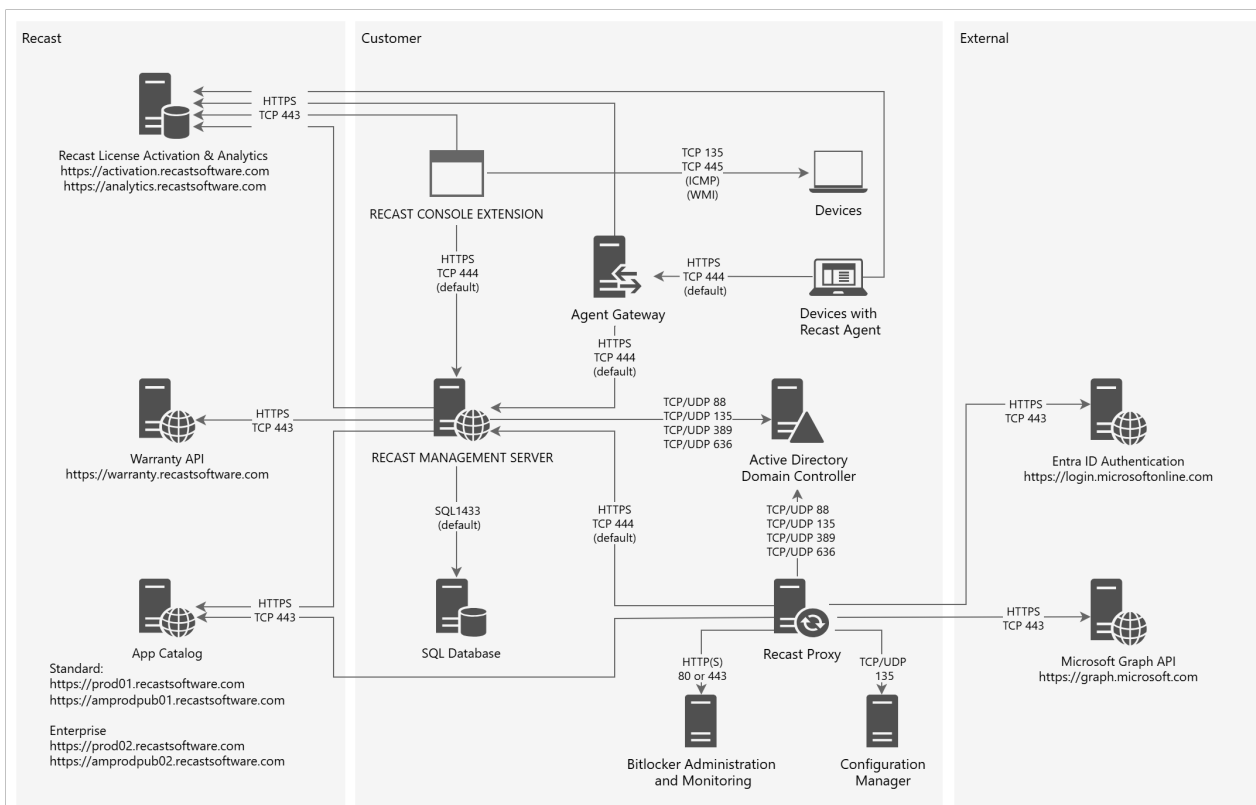 Recast
Customer
External
HTTPS
TCP 443
Recast License Activation & Analytics
https://activation.recastsoftware.com
https://analytics.recastsoftware.com
RECAST CONSOLE EXTENSION
TCP 135
TCP 445
(ICMP)
(WMI)
Devices
HTTPS
TCP 444
(default)
Agent Gateway
HTTPS
TCP 444
(default)
Devices with
Recast Agent
HTTPS
TCP 444
(default)
HTTPS
TCP 443
Warranty API
https://warranty.recastsoftware.com
RECAST MANAGEMENT SERVER
TCP/UDP 88
TCP/UDP 135
TCP/UDP 389
TCP/UDP 636
Active Directory
Domain Controller
HTTPS
TCP 443
Entra ID Authentication
https://login.microsoftonline.com
SQL1433
(default)
HTTPS
TCP 444
(default)
TCP/UDP 88
TCP/UDP 135
TCP/UDP 389
TCP/UDP 636
HTTPS
TCP 443
App Catalog
Standard:
https://prod01.recastsoftware.com
https://amprodpub01.recastsoftware.com
Enterprise
https://prod02.recastsoftware.com
https://amprodpub02.recastsoftware.com
SQL Database
Recast Proxy
HTTPS
TCP 443
Microsoft Graph API
https://graph.microsoft.com
HTTP(S)
80 or 443
TCP/UDP
135
Bitlocker Administration
and Monitoring
Configuration
Manager